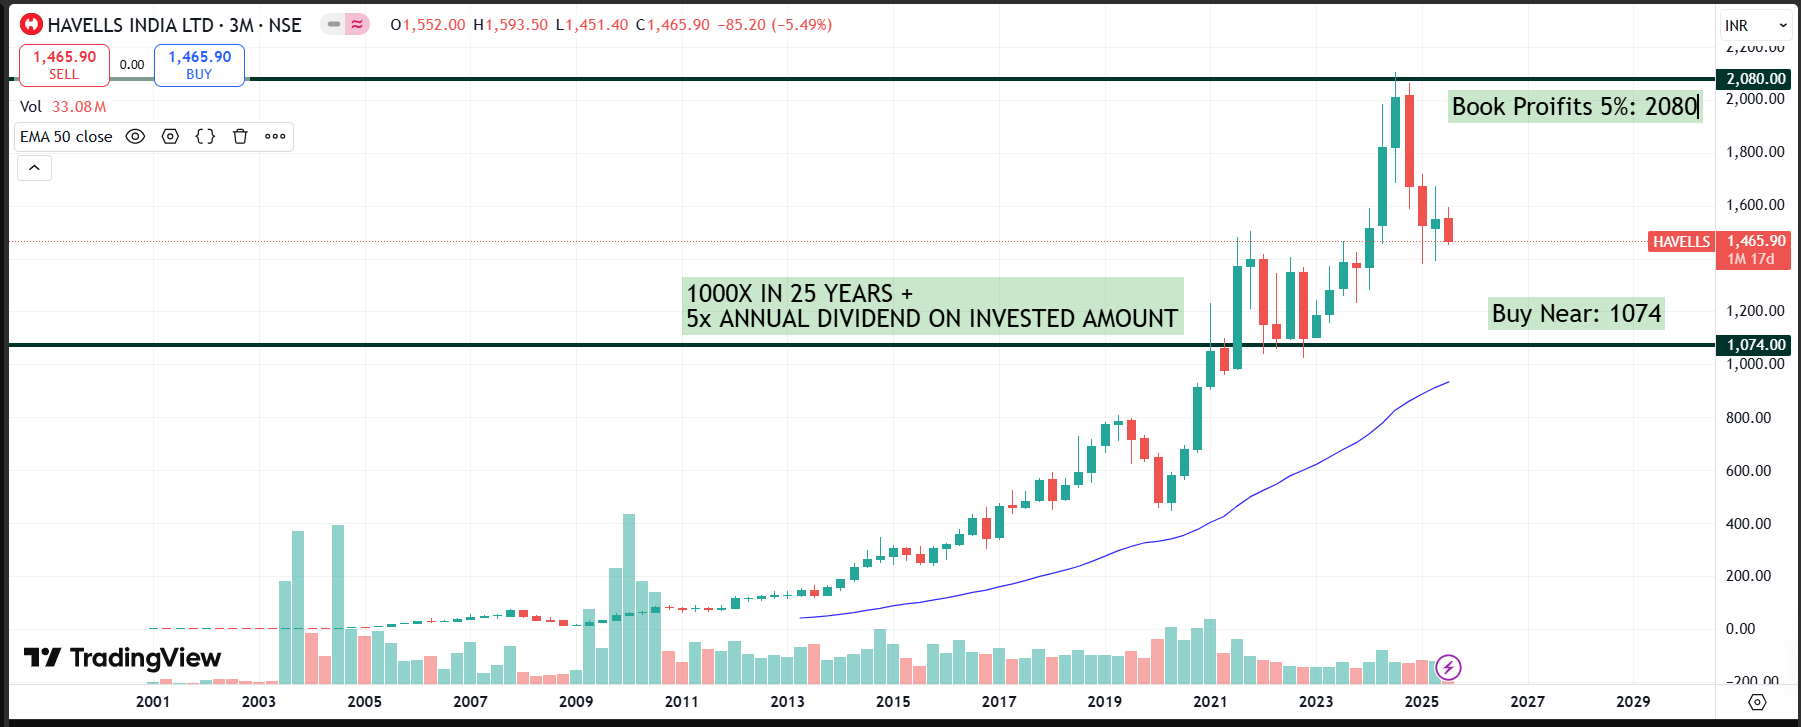 HAVELLS INDIA LTD · 3M · NSE
O1,552.00 H1,593.50 L1,451.40 C1,465.90 −85.20 (−5.49%)
INR
1,465.90
SELL
0.00
1,465.90
BUY
Vol 33.08 M
EMA 50 close
2,200.00
2,080.00
2,000.00
Book Proifits 5%: 2080
1,800.00
1,600.00
HAVELLS 1,465.90
1M 17d
1000X IN 25 YEARS +
5x ANNUAL DIVIDEND ON INVESTED AMOUNT
Buy Near: 1074
1,200.00
1,074.00
1,000.00
800.00
600.00
400.00
200.00
0.00
−200.00
TradingView
2001 2003 2005 2007 2009 2011 2013 2015 2017 2019 2021 2023 2025 2027 2029